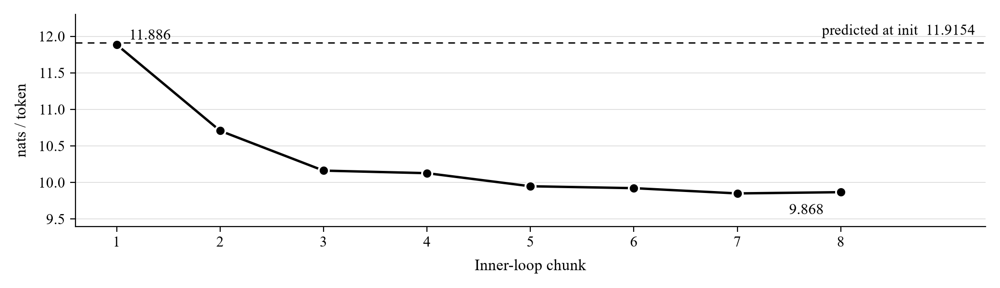 predicted at init 11.9154
11.886
12.0
11.5
11.0
10.5
10.0
9.5
nats / token
9.868
1 2 3 4 5 6 7 8
Inner-loop chunk